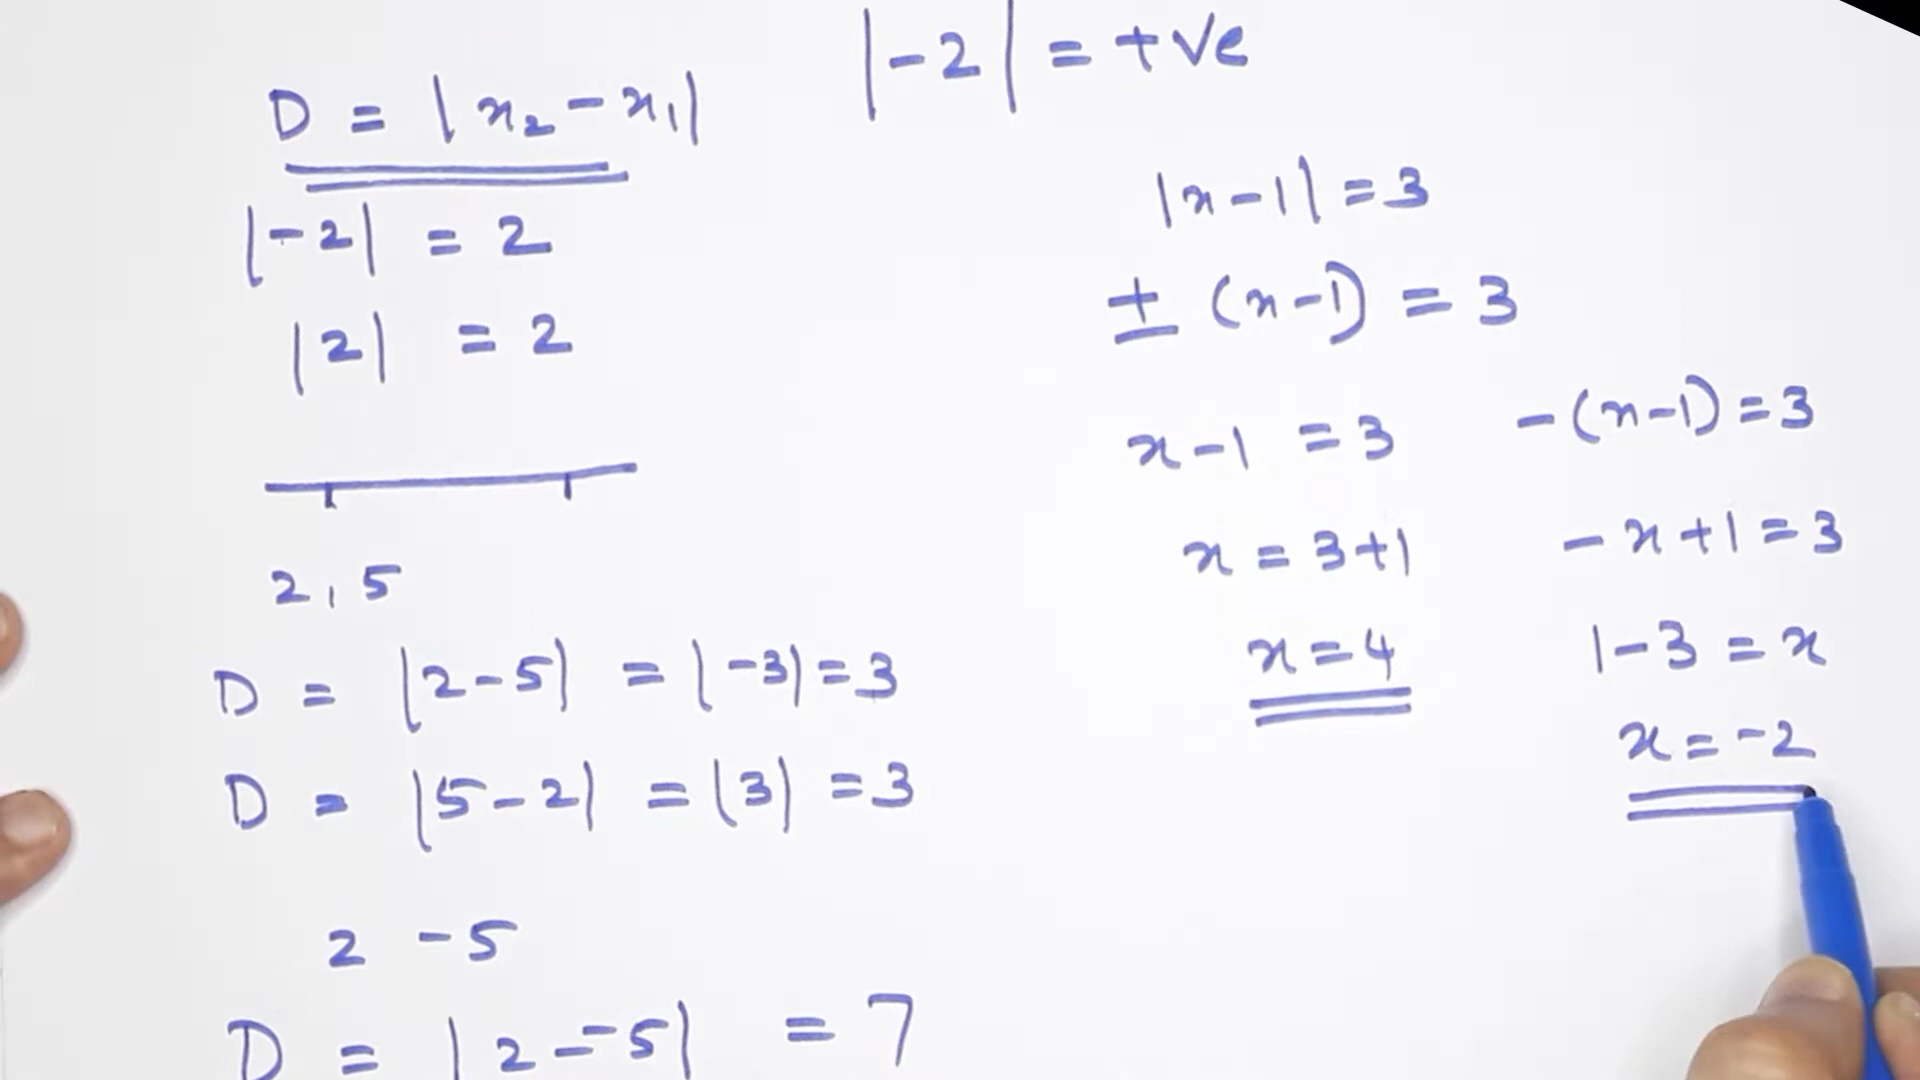 D = |x₂ - x₁|
|-2| = 2
|2| = 2
2, 5
D = |2-5| = |-3| = 3
D = |5-2| = |3| = 3
2 -5
D = |2--5| = 7
|-2| = +ve
|x-1| = 3
± (x-1) = 3
x-1 = 3
x = 3+1
x = 4
-(x-1) = 3
-x+1 = 3
1-3 = x
x = -2